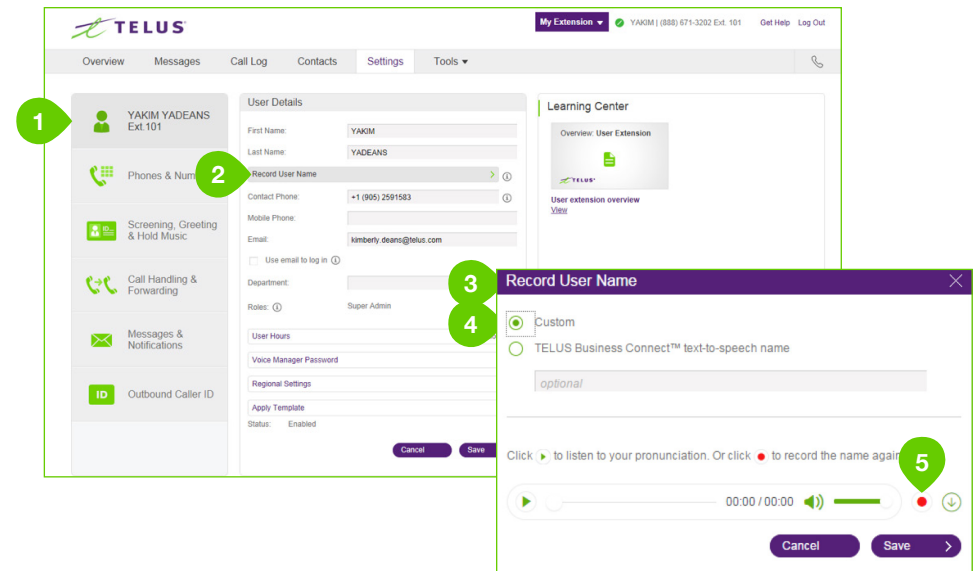 TELUS
My Extension
YAKIM | (888) 671-3202 Ext. 101
Get Help
Log Out
Overview
Messages
Call Log
Contacts
Settings
Tools
1
YAKIM YADEANS
Ext.101
Phones & Num
Screening, Greeting
& Hold Music
Call Handling &
Forwarding
Messages &
Notifications
ID
Outbound Caller ID
User Details
First Name:
YAKIM
Last Name:
YADEANS
2
Record User Name
Contact Phone:
+1 (905) 2591583
Mobile Phone:
Email:
kimberly.deans@telus.com
Use email to log in
Department:
Roles:
Super Admin
User Hours
Voice Manager Password
Regional Settings
Apply Template
Status:
Enabled
Cancel
Save
Learning Center
Overview: User Extension
TELUS
User extension overview
View
3
Record User Name
4
Custom
TELUS Business Connect™ text-to-speech name
optional
Click to listen to your pronunciation. Or click to record the name again
5
00:00 / 00:00
Cancel
Save